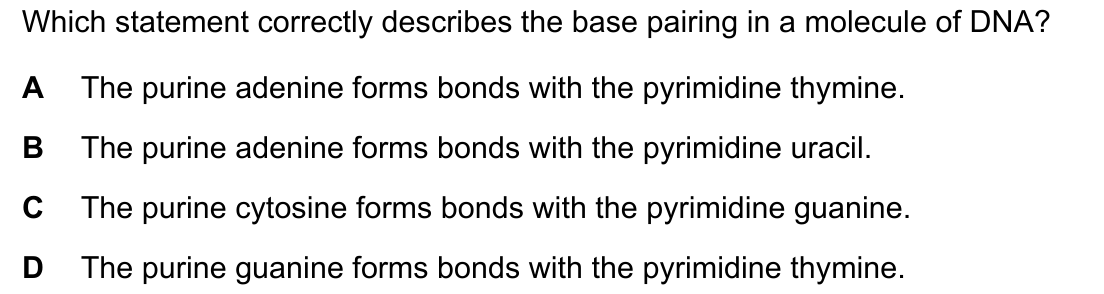 Which statement correctly describes the base pairing in a molecule of DNA?
A The purine adenine forms bonds with the pyrimidine thymine.
B The purine adenine forms bonds with the pyrimidine uracil.
C The purine cytosine forms bonds with the pyrimidine guanine.
D The purine guanine forms bonds with the pyrimidine thymine.